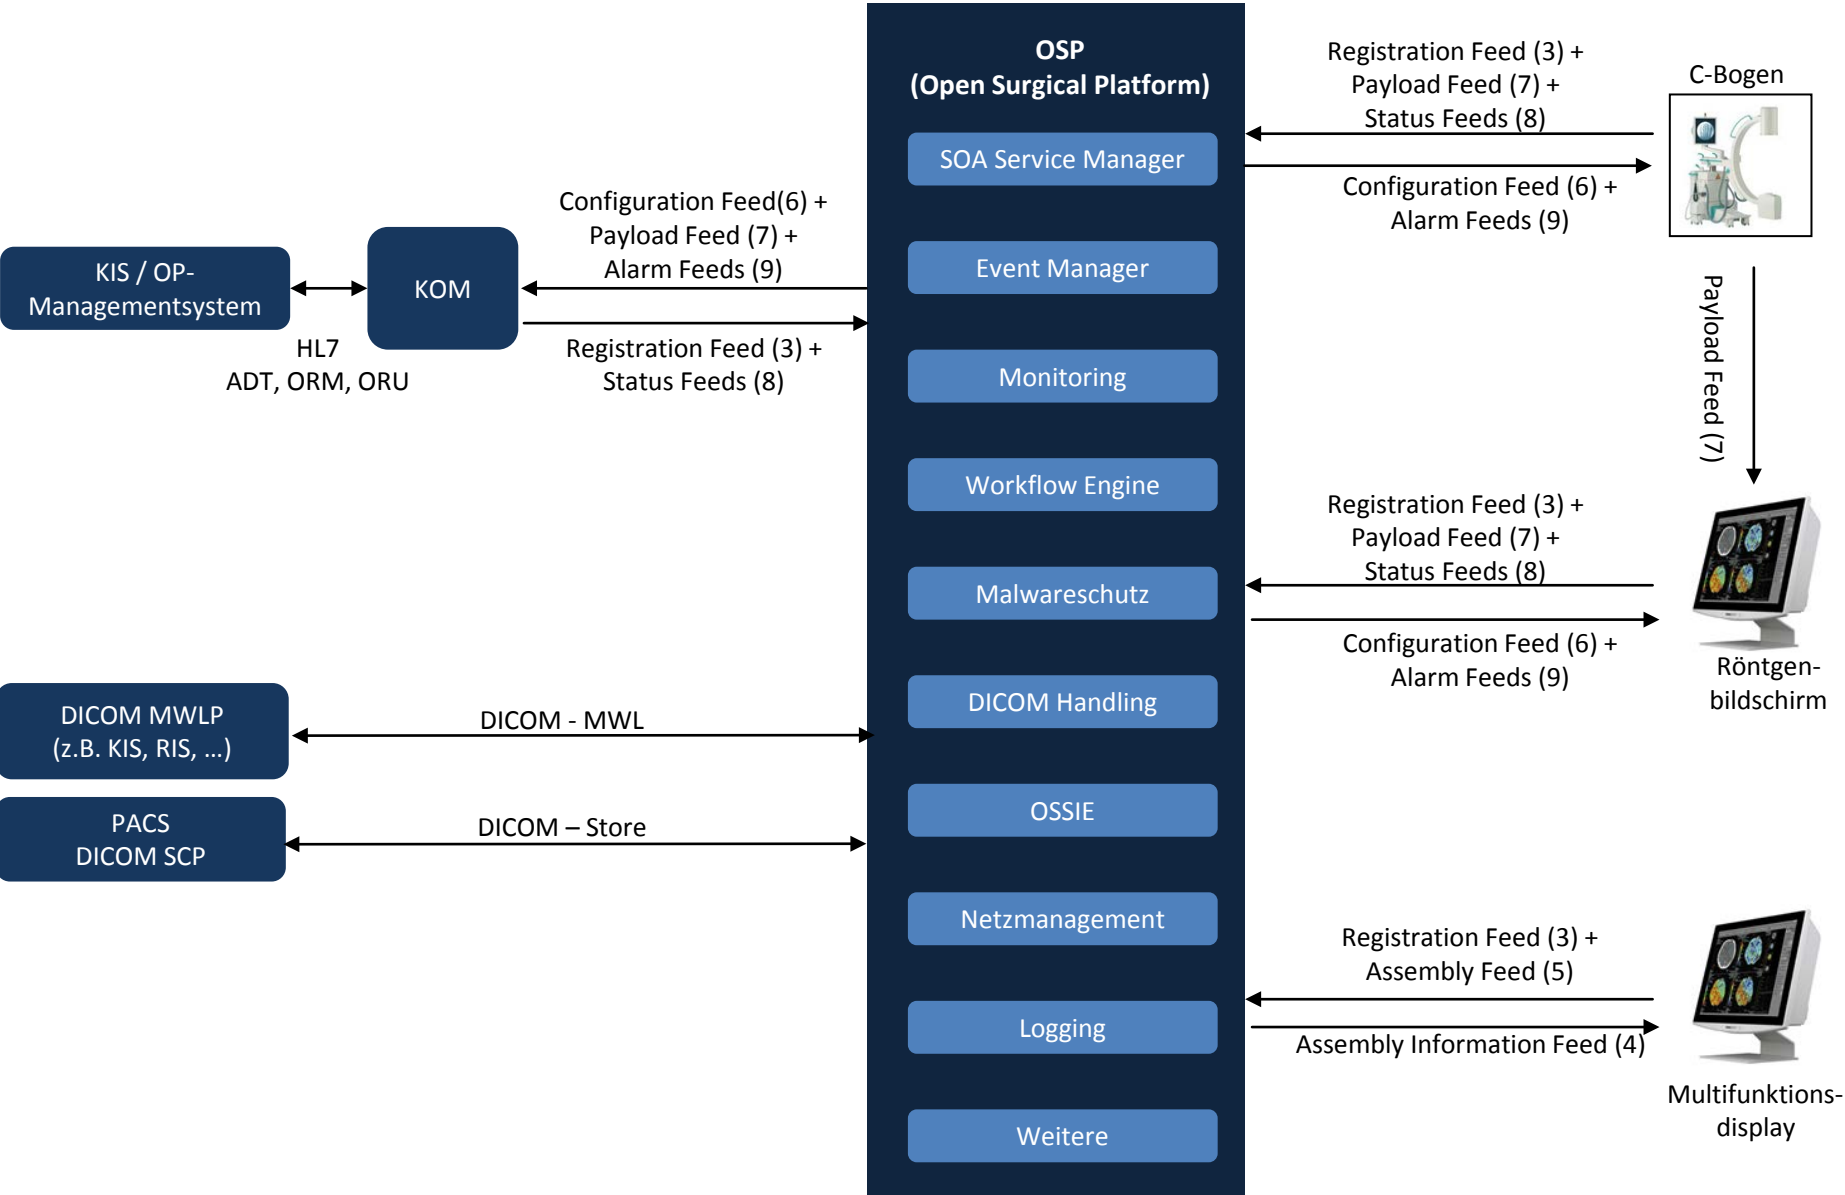 OSP
(Open Surgical Platform)
SOA Service Manager
Event Manager
Monitoring
Workflow Engine
Malwareschutz
DICOM Handling
OSSIE
Netzmanagement
Logging
Weitere
KIS / OP-
Managementsystem
HL7
ADT, ORM, ORU
KOM
Configuration Feed(6) +
Payload Feed (7) +
Alarm Feeds (9)
Registration Feed (3) +
Status Feeds (8)
DICOM MWLP
(z.B. KIS, RIS, ...)
DICOM - MWL
PACS
DICOM SCP
DICOM – Store
Registration Feed (3) +
Payload Feed (7) +
Status Feeds (8)
Configuration Feed (6) +
Alarm Feeds (9)
C-Bogen
Payload Feed (7)
Registration Feed (3) +
Payload Feed (7) +
Status Feeds (8)
Configuration Feed (6) +
Alarm Feeds (9)
Röntgen-
bildschirm
Registration Feed (3) +
Assembly Feed (5)
Assembly Information Feed (4)
Multifunktions-
display